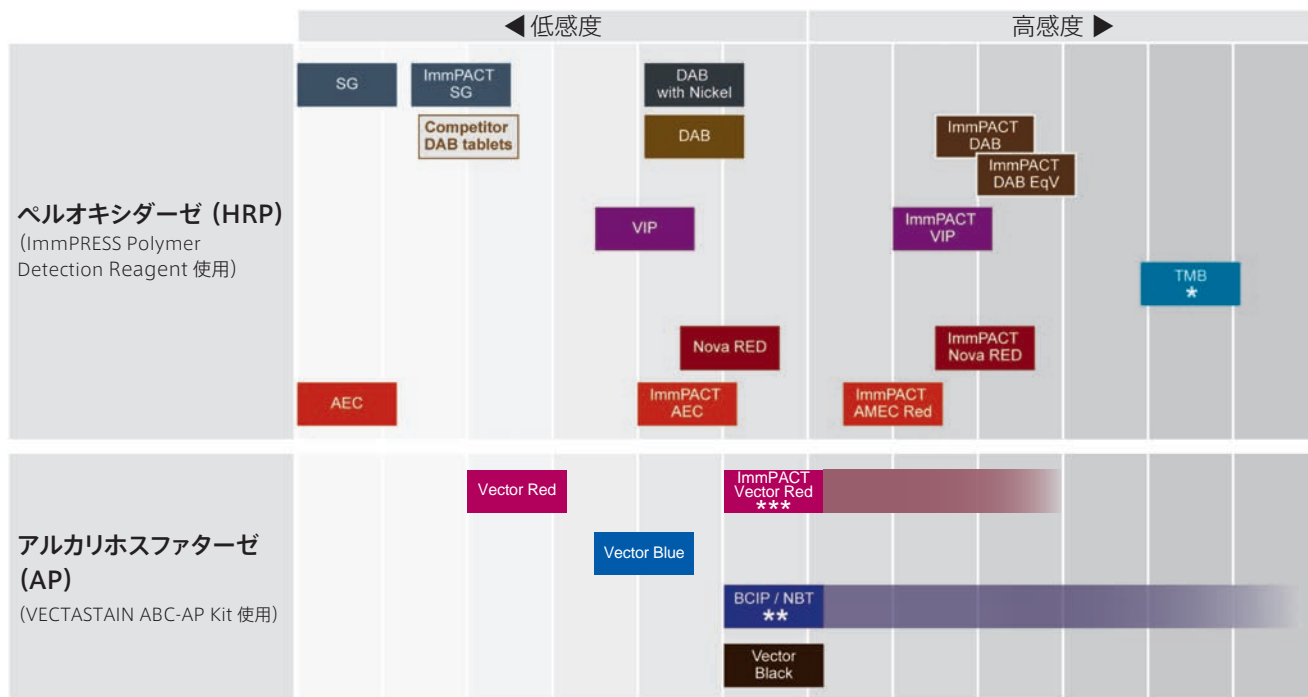 ◀ 低感度
高感度 ▶
ペルオキシダーゼ (HRP)
(ImmPRESS Polymer
Detection Reagent 使用)
SG
ImmPACT
SG
DAB
with Nickel
Competitor
DAB tablets
DAB
ImmPACT
DAB
ImmPACT
DAB EqV
VIP
ImmPACT
VIP
TMB
*
Nova RED
ImmPACT
Nova RED
AEC
ImmPACT
AEC
ImmPACT
AMEC Red
アルカリホスファターゼ
(AP)
(VECTASTAIN ABC-AP Kit 使用)
Vector Red
ImmPACT
Vector Red
***
Vector Blue
BCIP / NBT
**
Vector
Black